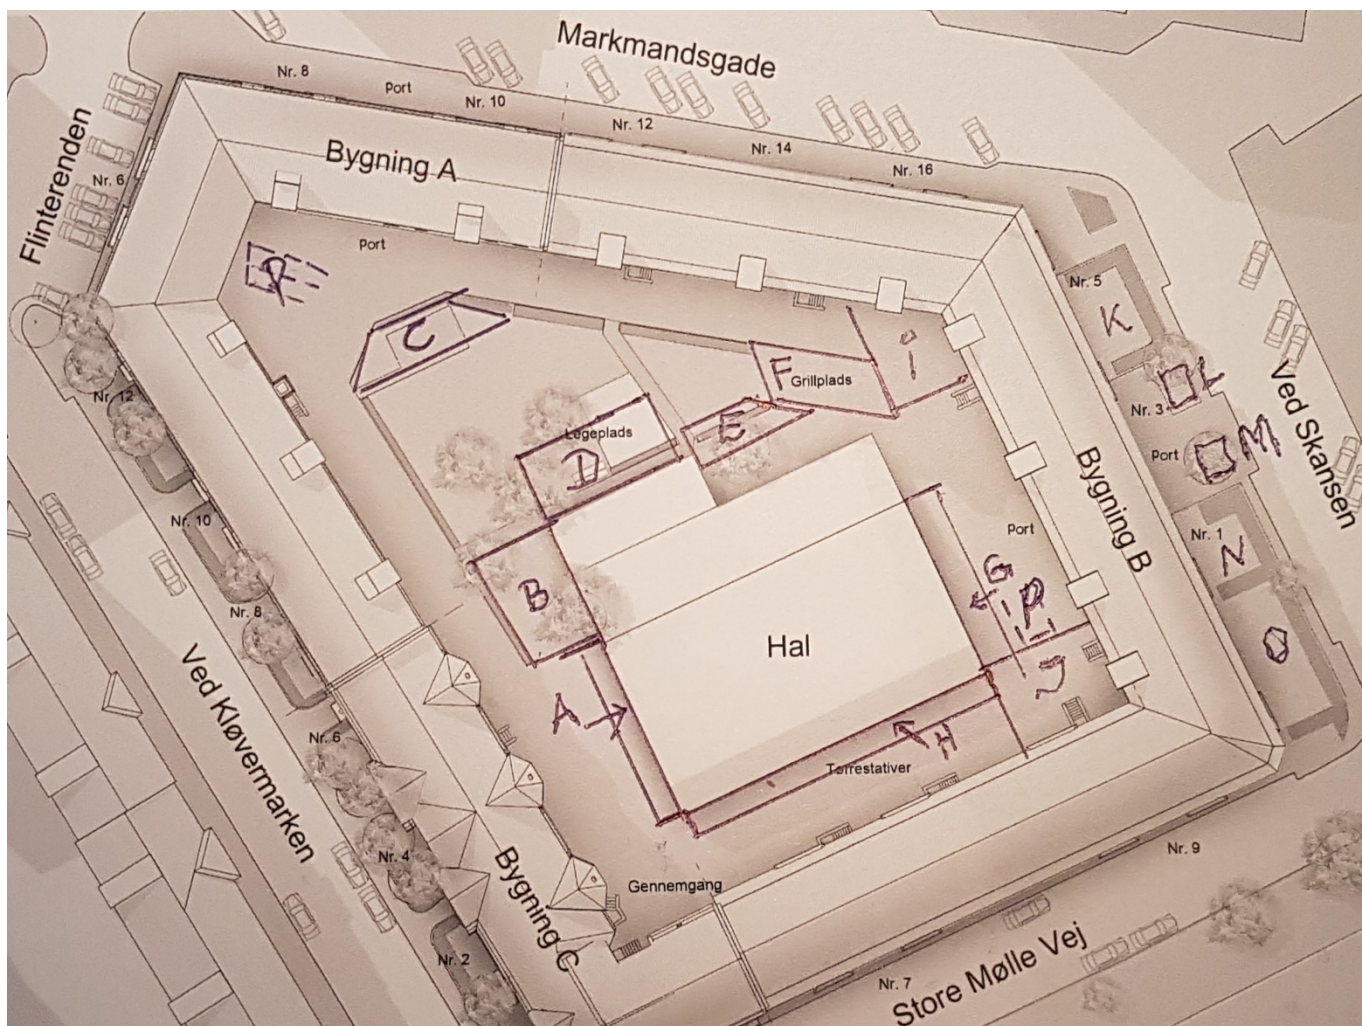 Markmandsgade
Nr. 8
Port
Nr. 10
Nr. 12
Nr. 14
Nr. 16
Flinterenden
Nr. 6
Bygning A
Port
P
C
F
Grillplads
i
Nr. 5
K
L
Nr. 3
M
Port
Ved Skansen
Nr. 12
Legeplads
D
E
Bygning B
Nr. 10
Port
Nr. 1
N
B
G
P
Nr. 8
Hal
O
J
Ved Kløvermarken
A
H
Nr. 6
Tørrestativer
Nr. 4
Bygning C
Gennemgang
Nr. 9
Nr. 2
Nr. 7
Store Mølle Vej